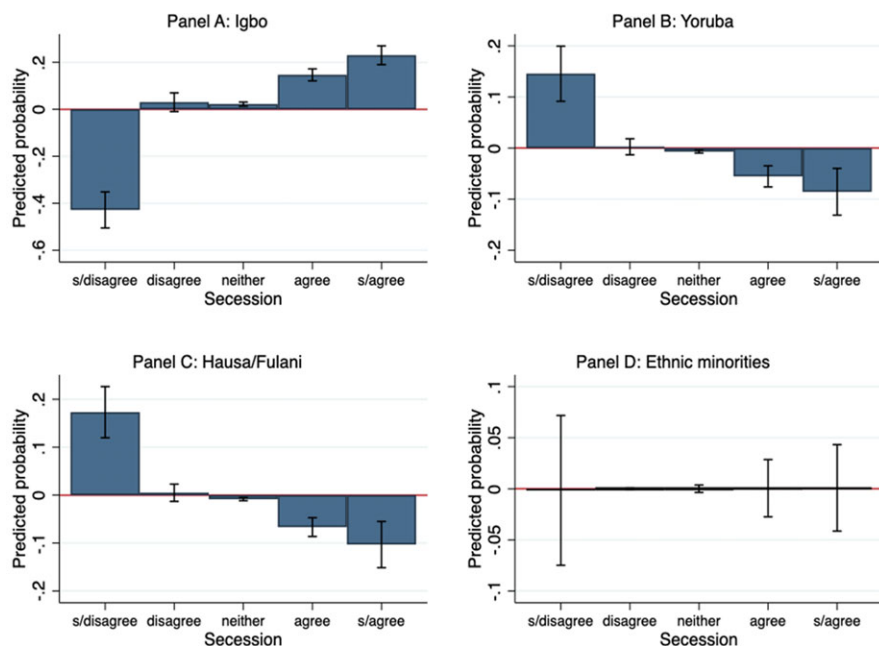 Panel A: Igbo
Predicted probability
.2
0
-.2
-.4
-.6
s/disagree disagree neither agree s/agree
Secession
Panel B: Yoruba
Predicted probability
.2
.1
0
-.1
-.2
s/disagree disagree neither agree s/agree
Secession
Panel C: Hausa/Fulani
Predicted probability
.2
.1
0
-.1
-.2
s/disagree disagree neither agree s/agree
Secession
Panel D: Ethnic minorities
Predicted probability
.1
.05
0
-.05
-.1
s/disagree disagree neither agree s/agree
Secession